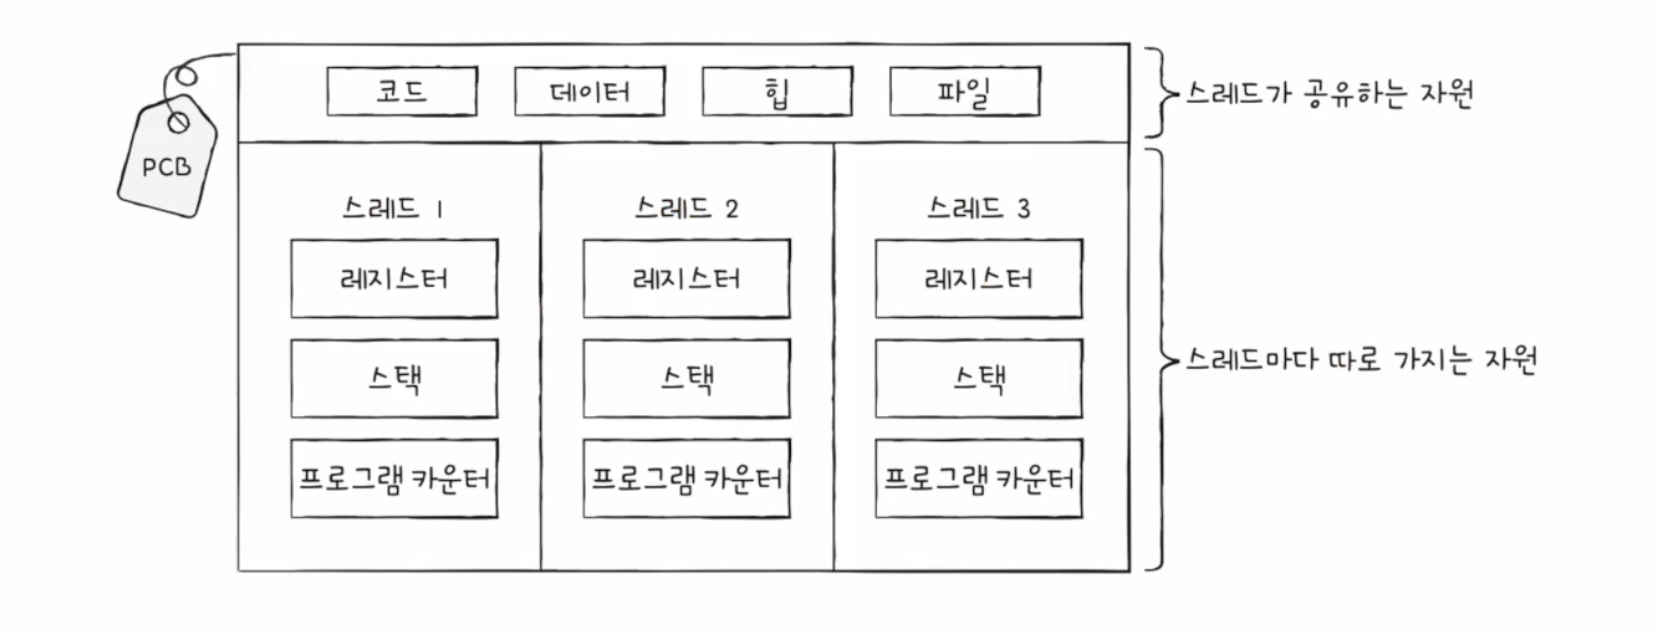 코드 데이터 힙 파일
스레드가 공유하는 자원
PCB
스레드 1 스레드 2 스레드 3
레지스터 레지스터 레지스터
스레드마다 따로 가지는 자원
스택 스택 스택
프로그램 카운터 프로그램 카운터 프로그램 카운터